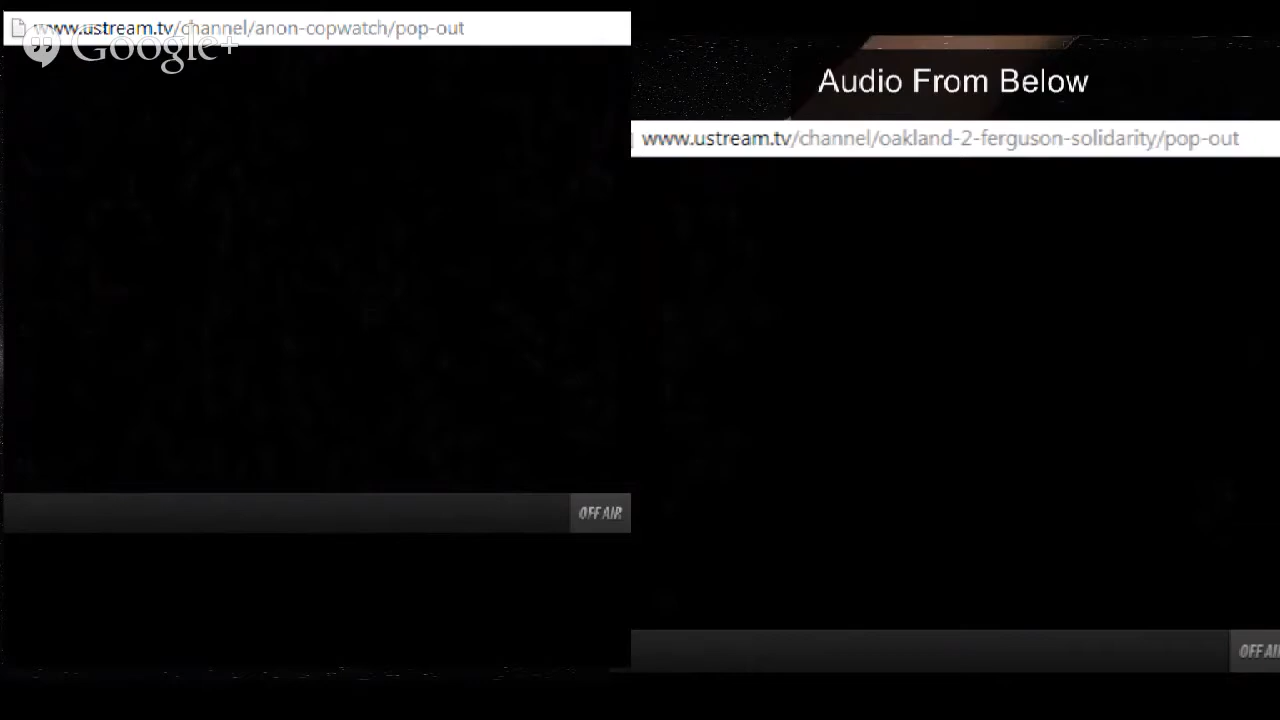 www.ustream.tv/channel/anon-copwatch/pop-out
Google+
Audio From Below
www.ustream.tv/channel/oakland-2-ferguson-solidarity/pop-out
OFF AIR
OFF AI